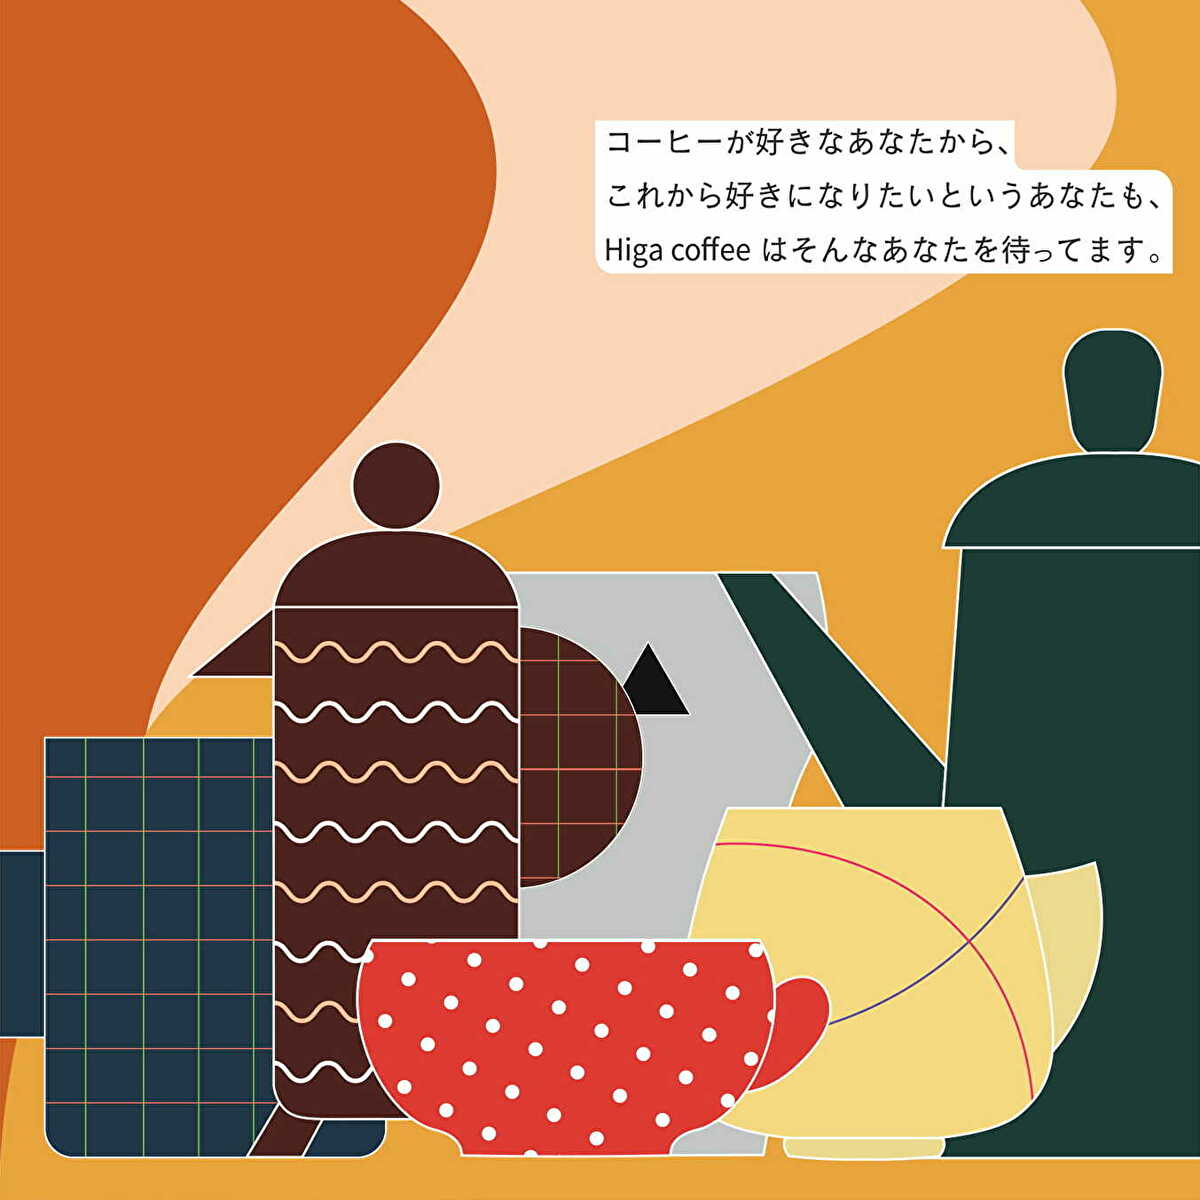 コーヒーが好きなあなたから、
これから好きになりたいというあなたも、
Higa coffee はそんなあなたを待ってます。